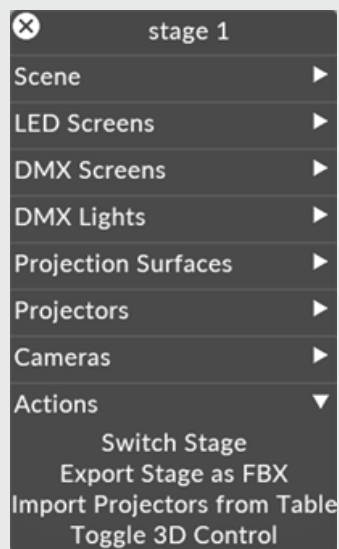 stage 1
Scene
LED Screens
DMX Screens
DMX Lights
Projection Surfaces
Projectors
Cameras
Actions
Switch Stage
Export Stage as FBX
Import Projectors from Table
Toggle 3D Control